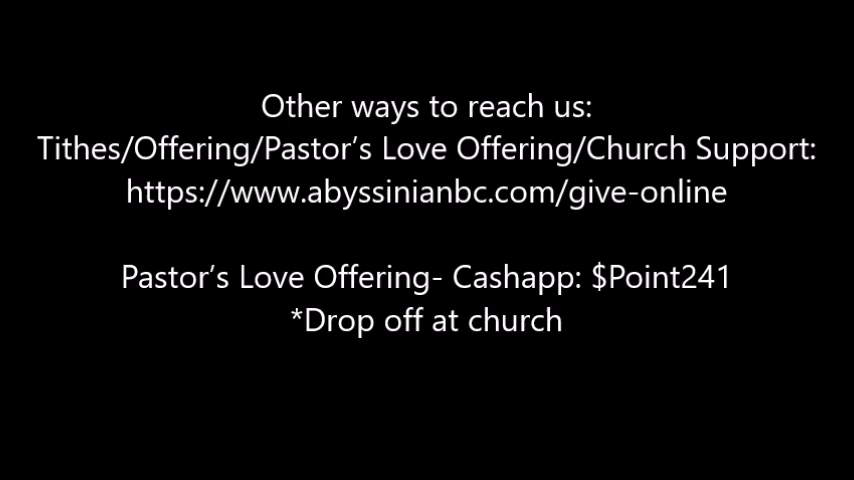 Other ways to reach us:
Tithes/Offering/Pastor’s Love Offering/Church Support:
https://www.abyssinianbc.com/give-online
Pastor’s Love Offering- Cashapp: $Point241
*Drop off at church